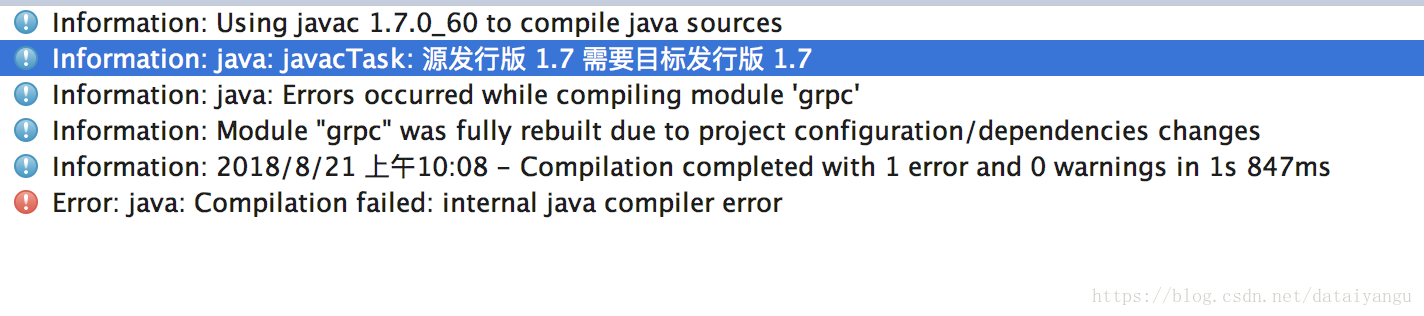 Information: Using javac 1.7.0_60 to compile java sources
Information: java: javacTask: 源发行版 1.7 需要目标发行版 1.7
Information: java: Errors occurred while compiling module 'grpc'
Information: Module "grpc" was fully rebuilt due to project configuration/dependencies changes
Information: 2018/8/21 上午10:08 – Compilation completed with 1 error and 0 warnings in 1s 847ms
Error: java: Compilation failed: internal java compiler error
https://blog.csdn.net/dataiyangu